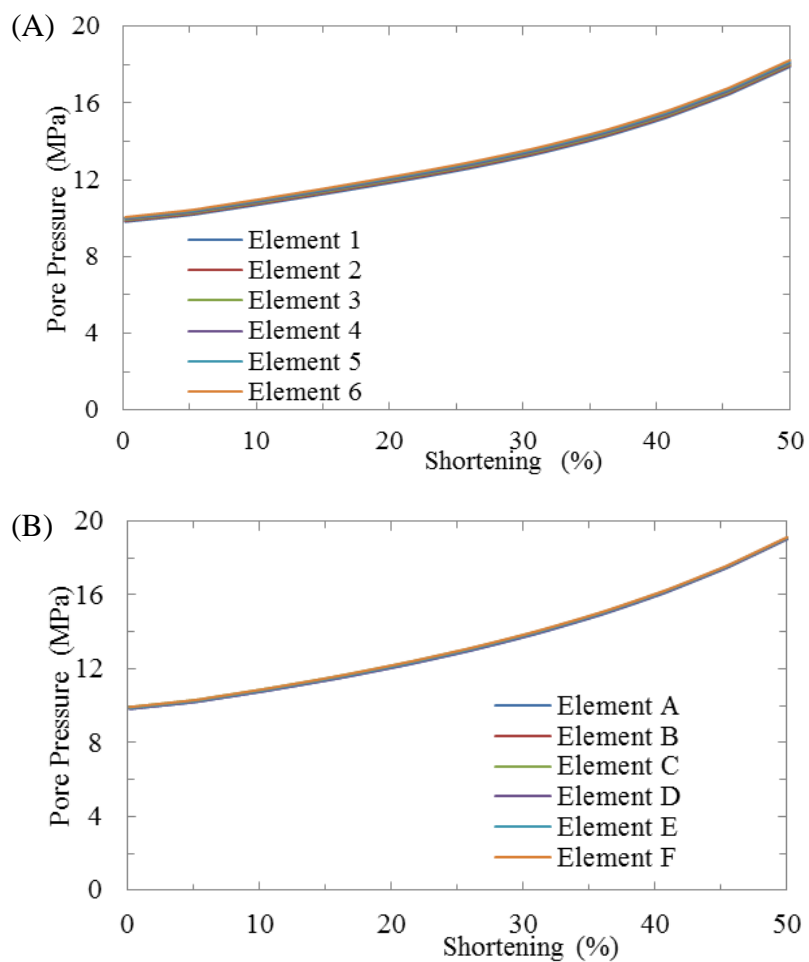 (A)
20
16
12
8
4
0
Pore Pressure (MPa)
Element 1
Element 2
Element 3
Element 4
Element 5
Element 6
0 10 20 30 40 50
Shortening (%)
(B)
20
16
12
8
4
0
Pore Pressure (MPa)
Element A
Element B
Element C
Element D
Element E
Element F
0 10 20 30 40 50
Shortening (%)